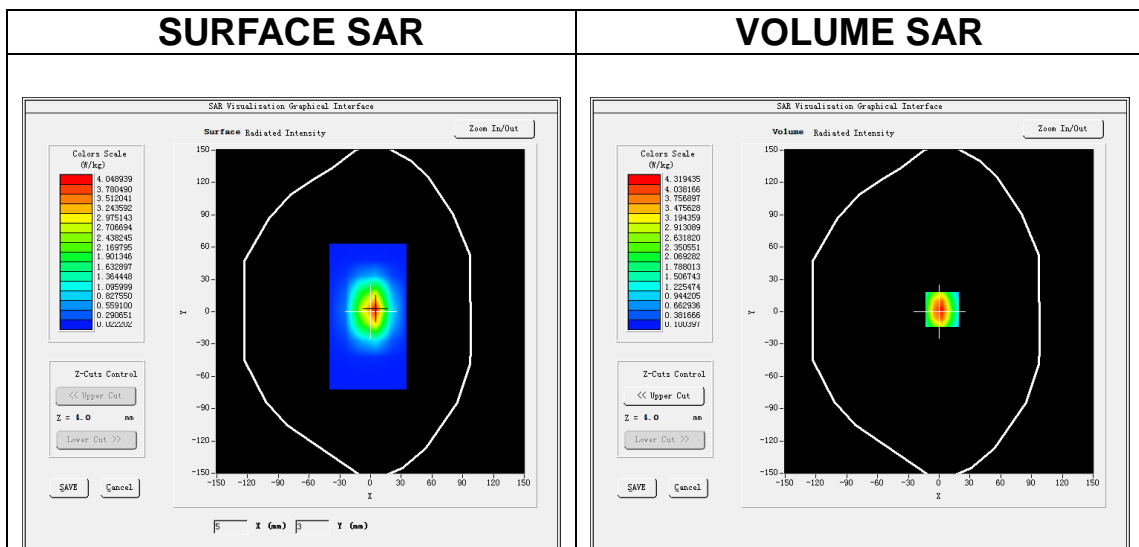 SURFACE SAR
VOLUME SAR
SAR Visualisation Graphical Interface
Surface Radiated Intensity
Zoom In/Out
Colors Scale
(W/kg)
4.048939
3.780490
3.512041
3.243592
2.975143
2.706694
2.438245
2.169795
1.901346
1.632897
1.364448
1.095999
0.827550
0.559100
0.290651
0.022202
150
120
90
60
30
0
-30
-60
-90
-120
-150
Y
-150 -120 -90 -60 -30 0 30 60 90 120 150
X
Z-Cuts Control
<< Upper Cut
Z = 4.0 mm
Lower Cut >>
SAVE Cancel
5 X (mm) 3 Y (mm)
SAR Visualisation Graphical Interface
Volume Radiated Intensity
Zoom In/Out
Colors Scale
(W/kg)
4.319435
4.038166
3.756897
3.475628
3.194359
2.913089
2.631820
2.350551
2.069282
1.788013
1.506743
1.225474
0.944205
0.662936
0.381666
0.100397
150
120
90
60
30
0
-30
-60
-90
-120
-150
Y
-150 -120 -90 -60 -30 0 30 60 90 120 150
X
Z-Cuts Control
<< Upper Cut
Z = 4.0 mm
Lower Cut >>
SAVE Cancel